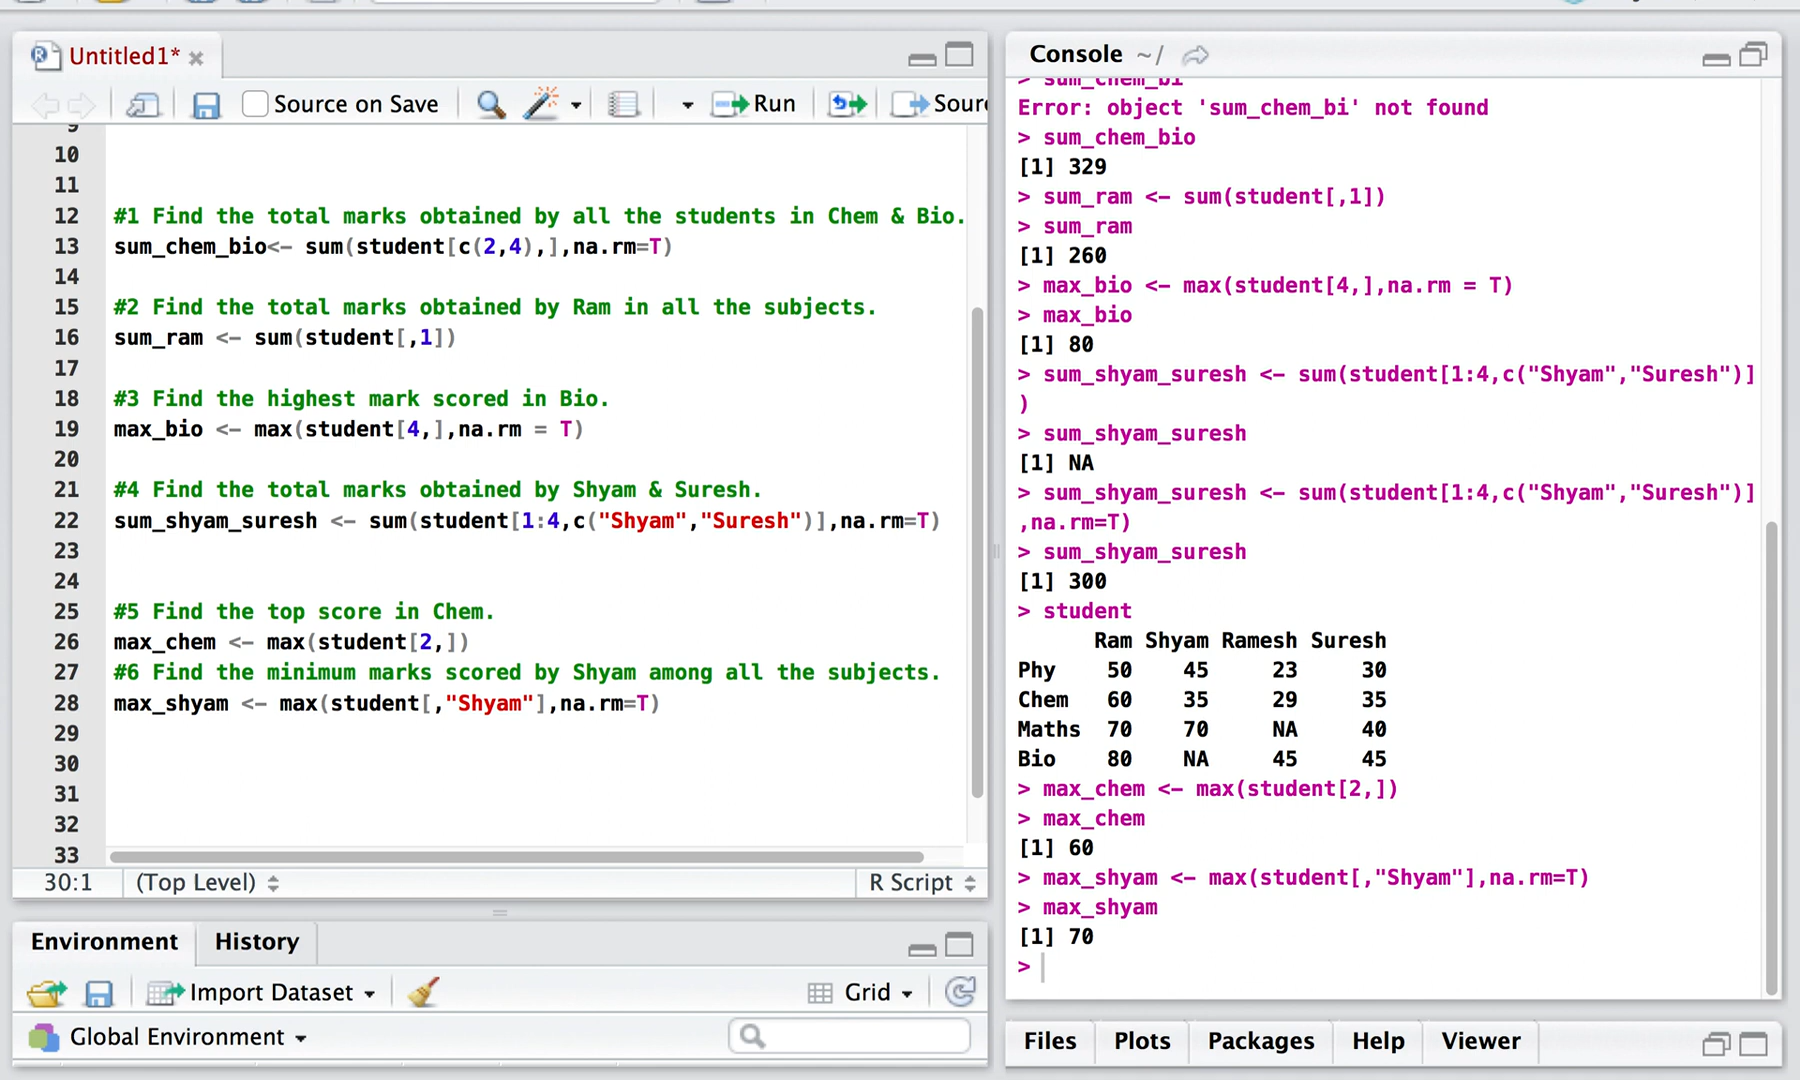 Untitled1*
Source on Save
Run
Sour
9
10
11
12 #1 Find the total marks obtained by all the students in Chem & Bio.
13 sum_chem_bio<- sum(student[c(2,4),],na.rm=T)
14
15 #2 Find the total marks obtained by Ram in all the subjects.
16 sum_ram <- sum(student[,1])
17
18 #3 Find the highest mark scored in Bio.
19 max_bio <- max(student[4,],na.rm = T)
20
21 #4 Find the total marks obtained by Shyam & Suresh.
22 sum_shyam_suresh <- sum(student[1:4,c("Shyam","Suresh")],na.rm=T)
23
24
25 #5 Find the top score in Chem.
26 max_chem <- max(student[2,])
27 #6 Find the minimum marks scored by Shyam among all the subjects.
28 max_shyam <- max(student[,"Shyam"],na.rm=T)
29
30
31
32
33
30:1 (Top Level) R Script
Environment History
Import Dataset Grid
Global Environment
Console ~/
> sum_chem_bi
Error: object 'sum_chem_bi' not found
> sum_chem_bio
[1] 329
> sum_ram <- sum(student[,1])
> sum_ram
[1] 260
> max_bio <- max(student[4,],na.rm = T)
> max_bio
[1] 80
> sum_shyam_suresh <- sum(student[1:4,c("Shyam","Suresh")]
)
> sum_shyam_suresh
[1] NA
> sum_shyam_suresh <- sum(student[1:4,c("Shyam","Suresh")]
,na.rm=T)
> sum_shyam_suresh
[1] 300
> student
Ram Shyam Ramesh Suresh
Phy 50 45 23 30
Chem 60 35 29 35
Maths 70 70 NA 40
Bio 80 NA 45 45
> max_chem <- max(student[2,])
> max_chem
[1] 60
> max_shyam <- max(student[,"Shyam"],na.rm=T)
> max_shyam
[1] 70
>
Files Plots Packages Help Viewer